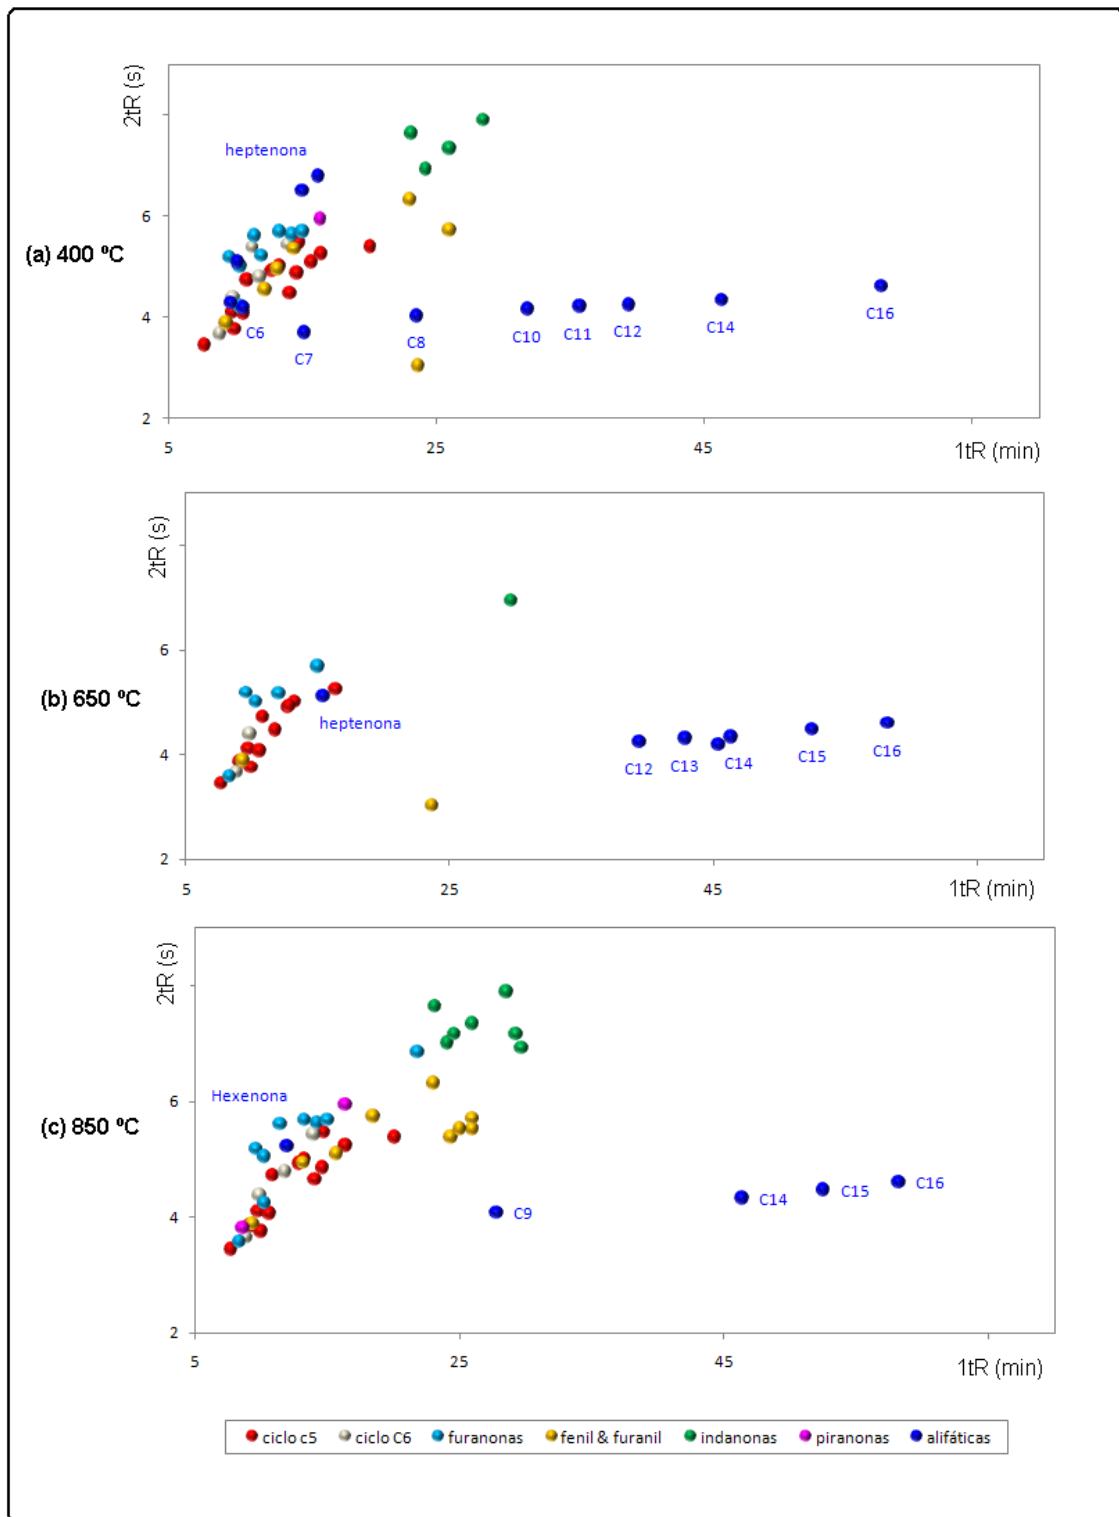 2tR (s)
heptenona
6
(a) 400 ºC
4
C6
C7
C8
C10
C11
C12
C14
C16
2
5
25
45
1tR (min)
2tR (s)
6
(b) 650 ºC
heptenona
4
C12
C13
C14
C15
C16
2
5
25
45
1tR (min)
2tR (s)
Hexenona
6
(c) 850 ºC
4
C9
C14
C15
C16
2
5
25
45
1tR (min)
ciclo c5 ciclo C6 furanonas fenil & furanil indanonas piranonas alifáticas